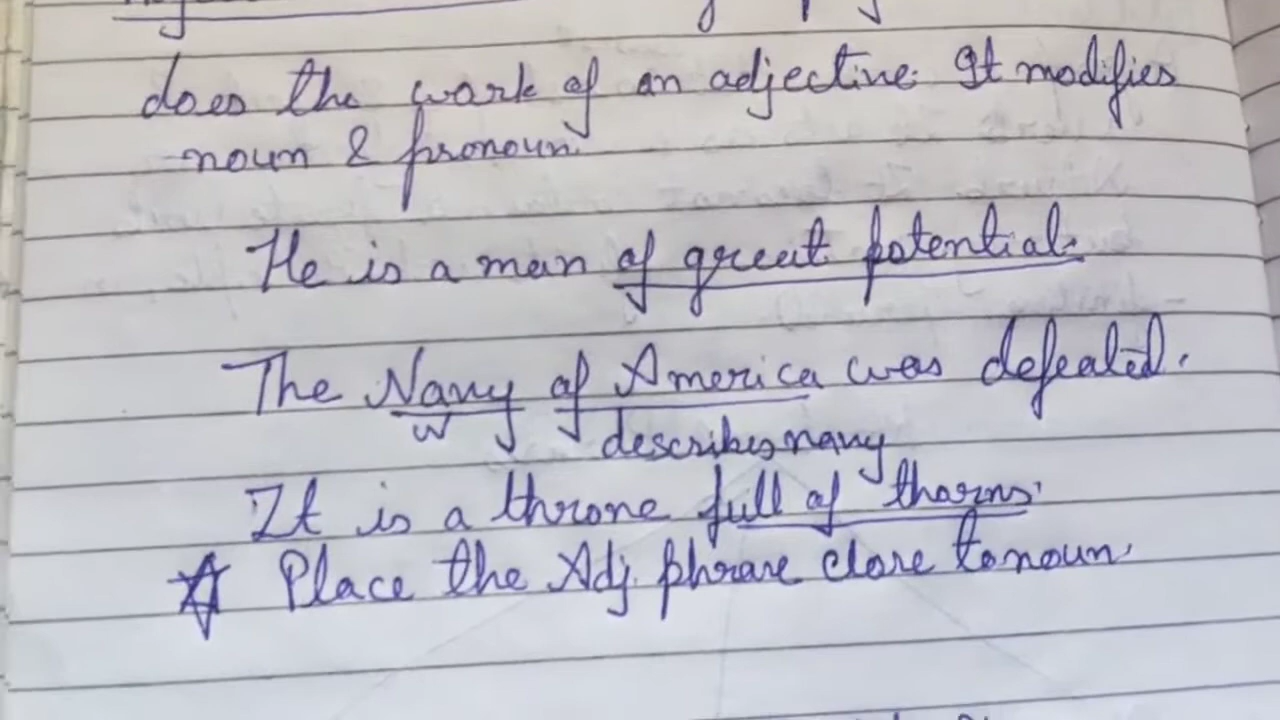 does the work of an adjective. It modifies
noun & pronoun.
He is a man of great potential.
The Navy of America was defeated.
describes navy
It is a throne full of thorns.
☆ Place the Adj. phrase close to noun.